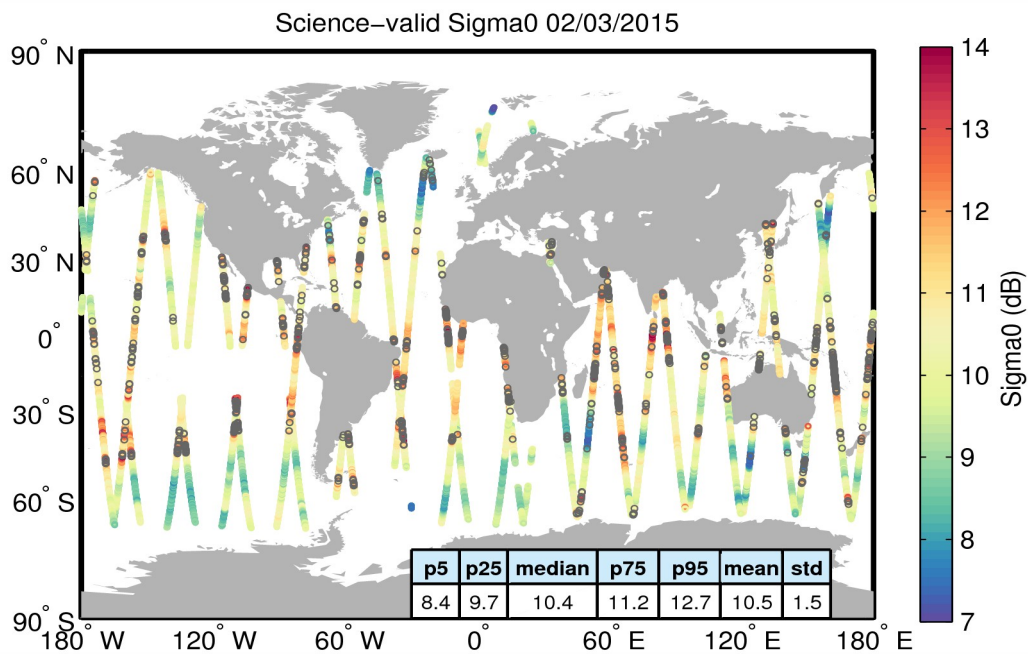 Science−valid Sigma0 02/03/2015
90° N
60° N
30° N
0°
30° S
60° S
90° S
180° W
120° W
60° W
0°
60° E
120° E
180° E
14
13
12
11
10
9
8
7
Sigma0 (dB)
p5 p25 median p75 p95 mean std
8.4 9.7 10.4 11.2 12.7 10.5 1.5